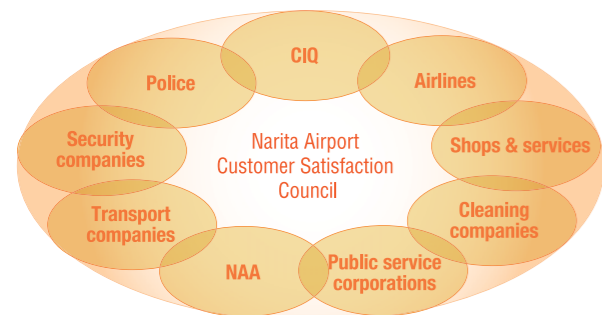 CIQ
Police
Airlines
Security
companies
Narita Airport
Customer Satisfaction
Council
Shops & services
Transport
companies
Cleaning
companies
NAA
Public service
corporations